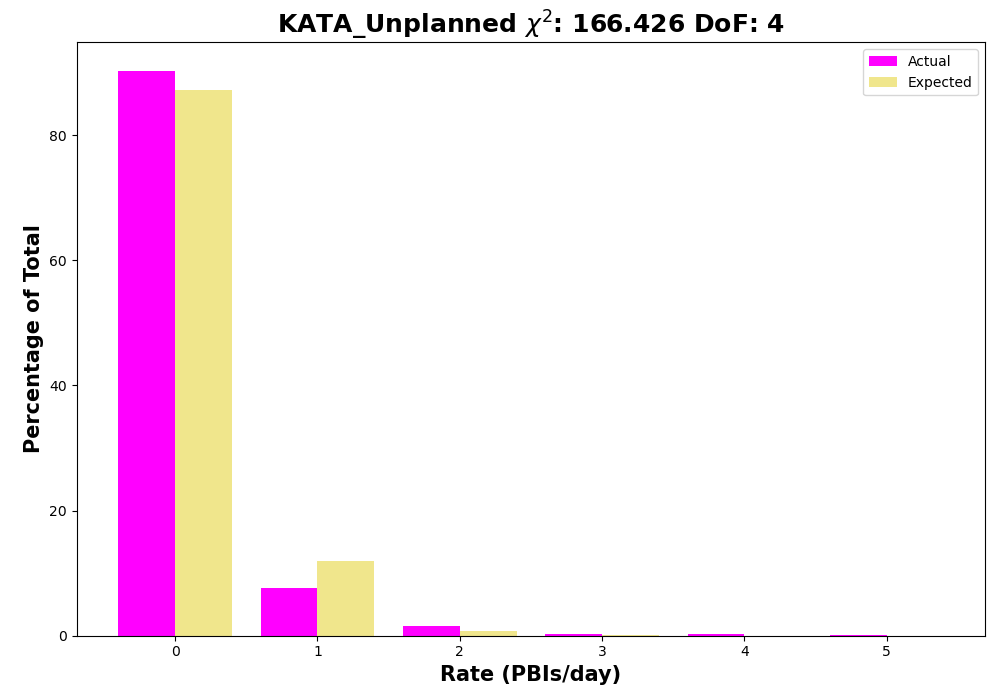 KATA_Unplanned χ²: 166.426 DoF: 4
Actual
Expected
Percentage of Total
80
60
40
20
0
0 1 2 3 4 5
Rate (PBIs/day)